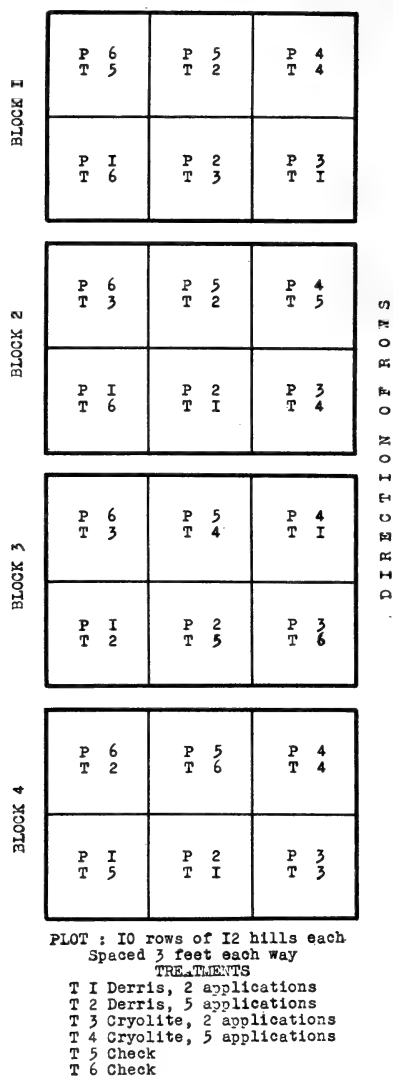 BLOCK 1
P 6 P 5 P 4
T 5 T 2 T 4
P I P 2 P 3
T 6 T 3 T I
BLOCK 2
P 6 P 5 P 4
T 3 T 2 T 5
P I P 2 P 3
T 6 T I T 4
BLOCK 3
P 6 P 5 P 4
T 3 T 4 T I
P I P 2 P 3
T 2 T 5 T 6
BLOCK 4
P 6 P 5 P 4
T 2 T 6 T 4
P I P 2 P 3
T 5 T I T 3
DIRECTION OF ROWS
PLOT : IO rows of I2 hills each
Spaced 3 feet each way
TREATMENTS
T I Derris, 2 applications
T 2 Derris, 5 applications
T 3 Cryolite, 2 applications
T 4 Cryolite, 5 applications
T 5 Check
T 6 Check